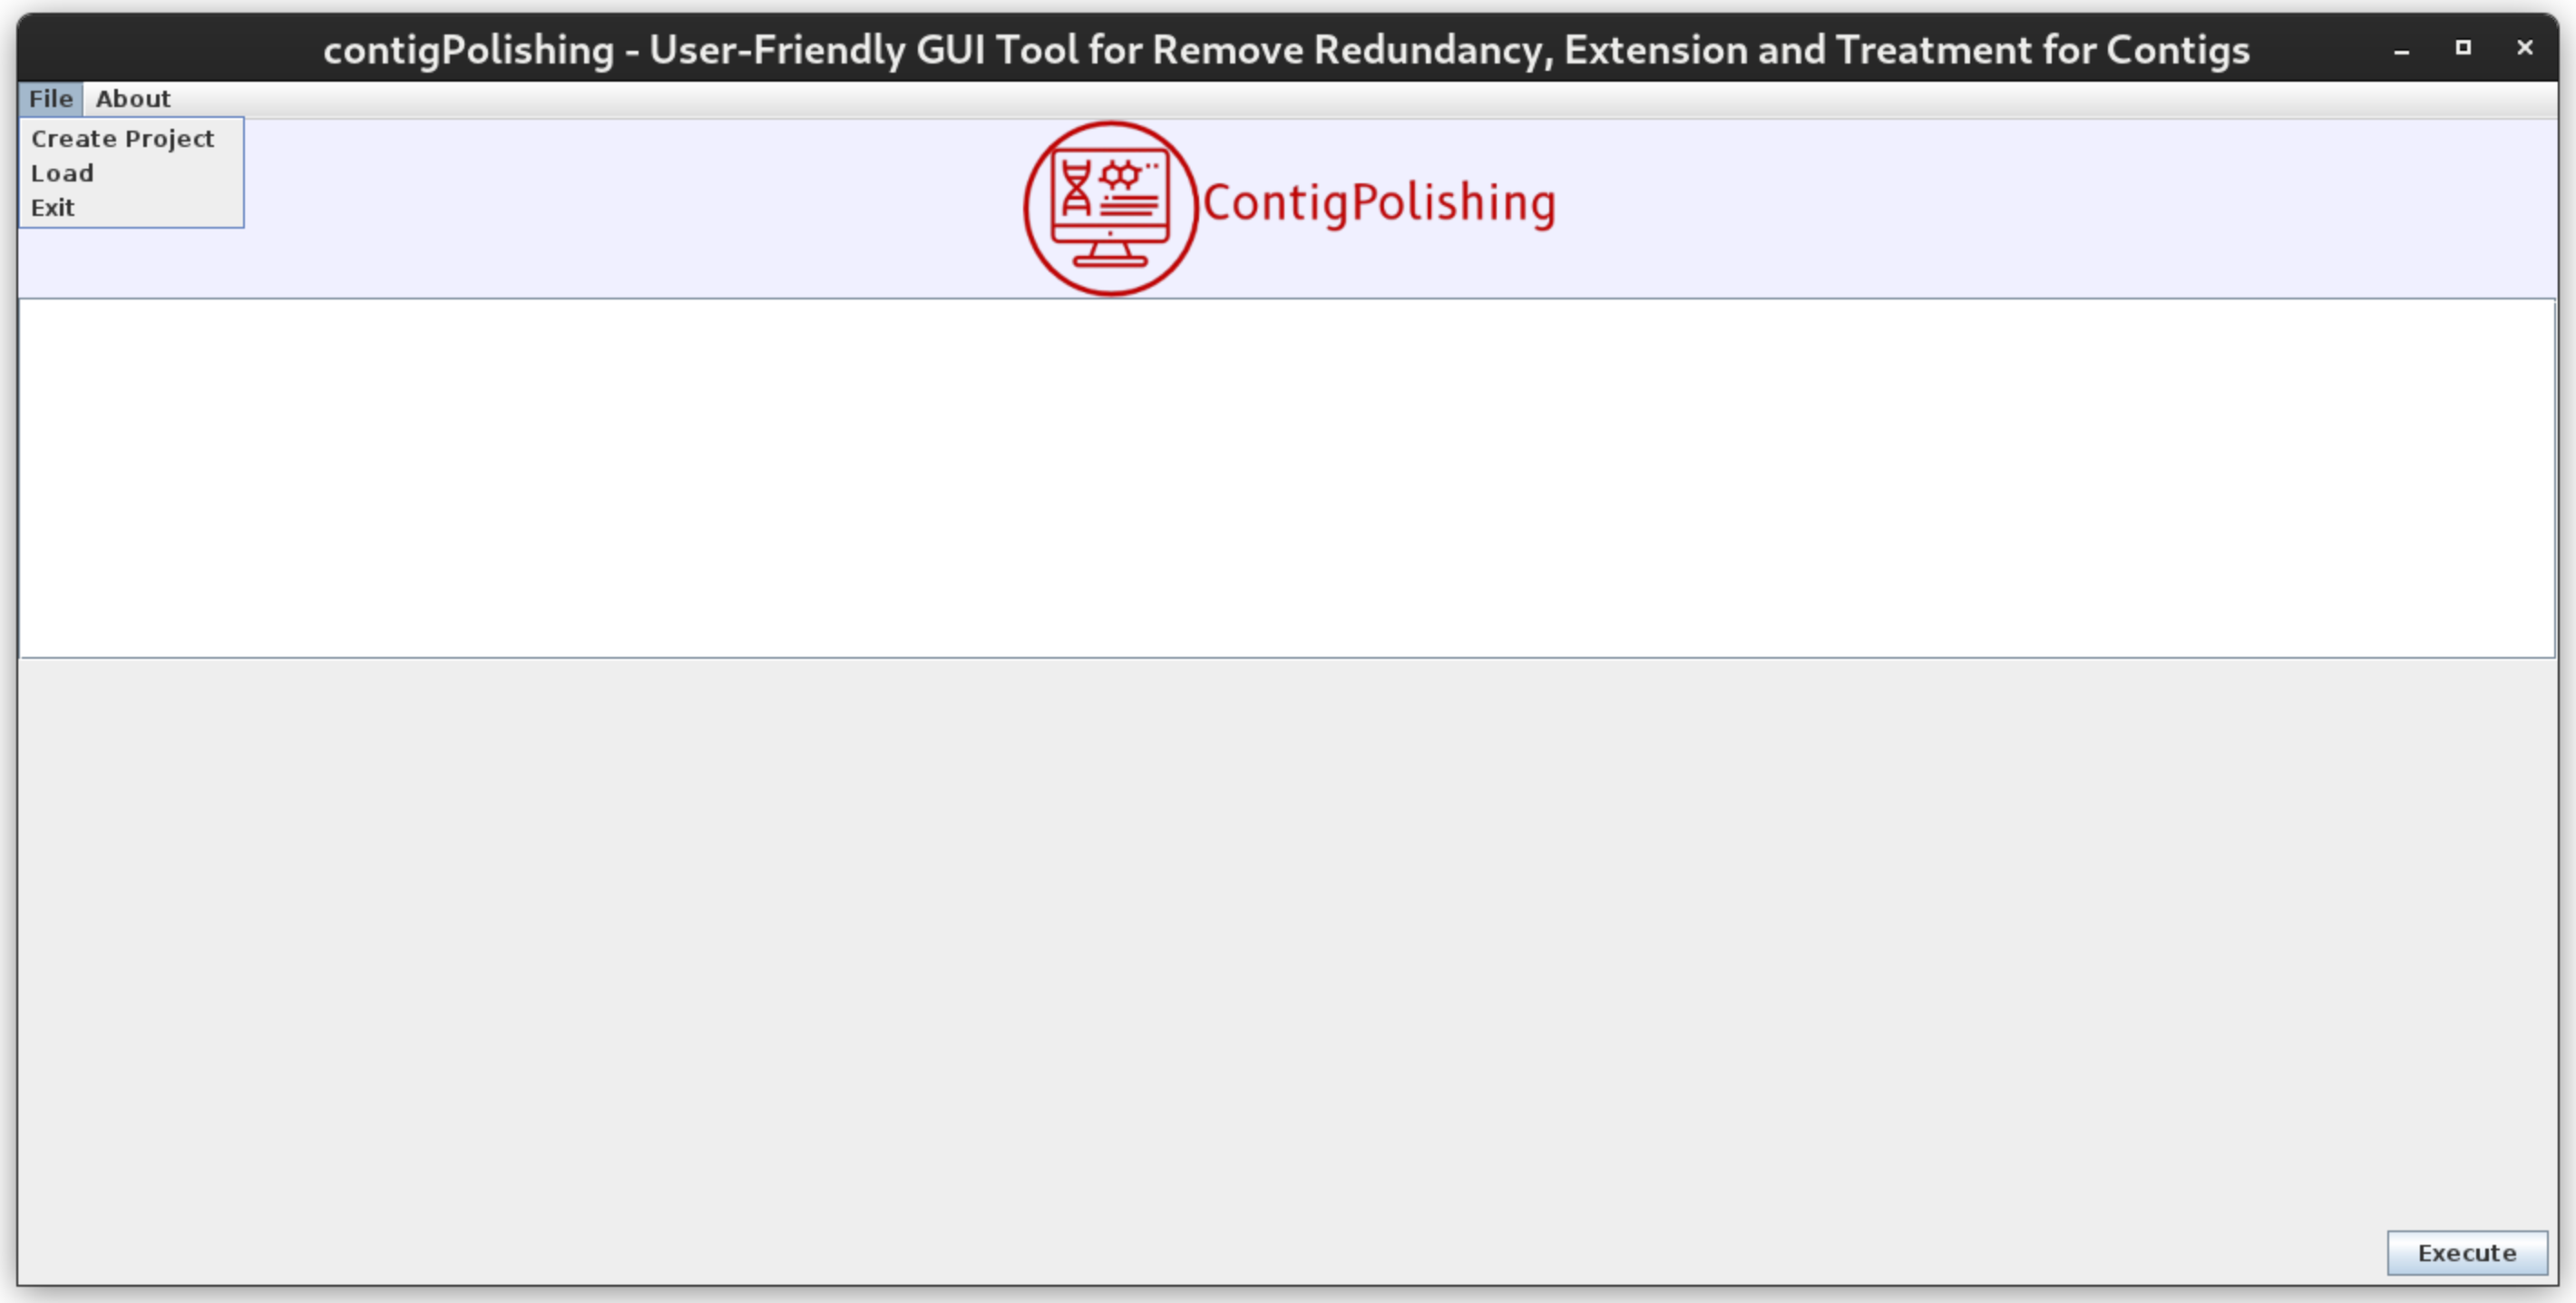 contigPolishing - User-Friendly GUI Tool for Remove Redundancy, Extension and Treatment for Contigs
File About
Create Project
Load
Exit
ContigPolishing
Execute